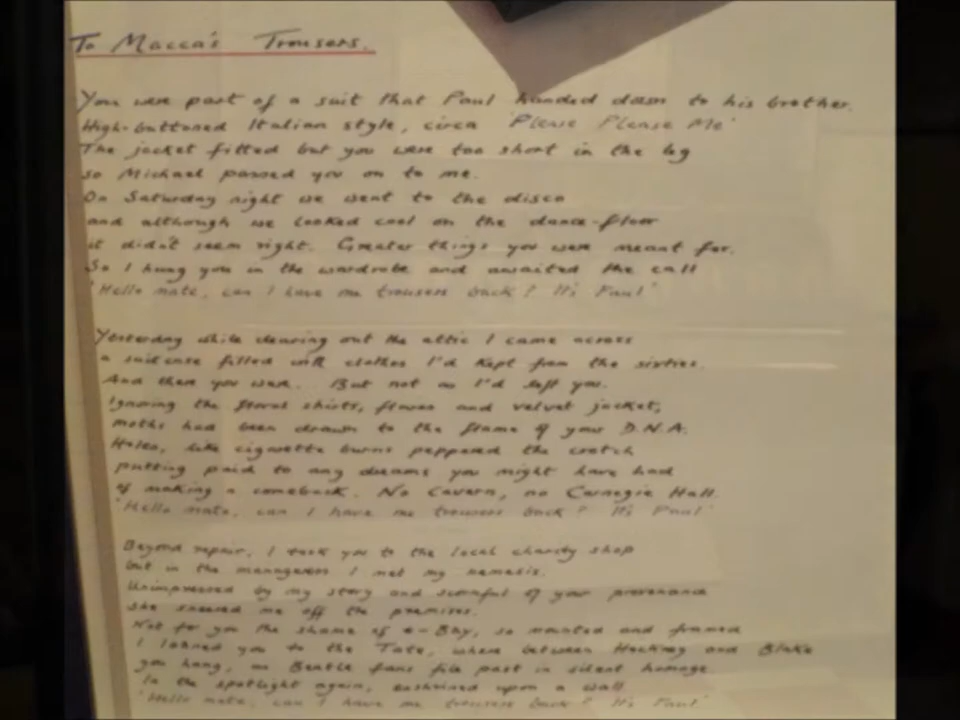 To Macca's Trousers.
You were part of a suit that Paul handed down to his brother.
High-buttoned Italian style, circa 'Please Please Me'
The jacket fitted but you were too short in the leg
so Michael passed you on to me.
On Saturday night we went to the disco
and although we looked cool on the dance-floor
it didn't seem right. Greater things you were meant for.
So I hung you in the wardrobe and awaited the call
'Hello mate, can I have me trousers back? It's Paul'
Yesterday while clearing out the attic I came across
a suitcase filled with clothes I'd kept from the sixties.
And there you were. But not as I'd left you.
Ignoring the floral shirts, flares and velvet jacket,
moths had been drawn to the flame of your D.N.A.
Holes, like cigarette burns peppered the crotch
putting paid to any dreams you might have had
of making a comeback. No Cavern, no Carnegie Hall.
'Hello mate, can I have me trousers back? It's Paul'
Beyond repair, I took you to the local charity shop
but in the manageress I met my nemesis.
Unimpressed by my story and scornful of your provenance
she sneered me off the premises.
Not for you the shame of e-Bay, so mounted and framed
I loaned you to the Tate, where between Hockney and Blake
you hang, as Beatle fans file past in silent homage
In the spotlight again, enshrined upon a wall
'Hello mate, can I have me trousers back? It's Paul'